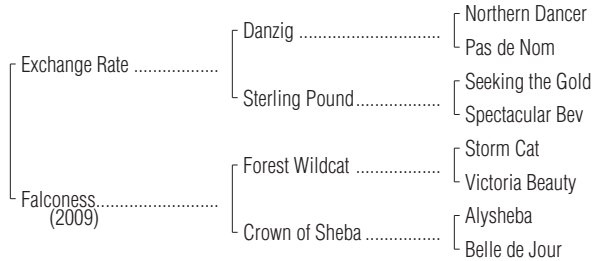 Northern Dancer
Danzig ..............................
Pas de Nom
Exchange Rate ..................
Seeking the Gold
Sterling Pound..................
Spectacular Bev
Storm Cat
Forest Wildcat ..................
Victoria Beauty
Falconess..........................
(2009)
Alysheba
Crown of Sheba ................
Belle de Jour